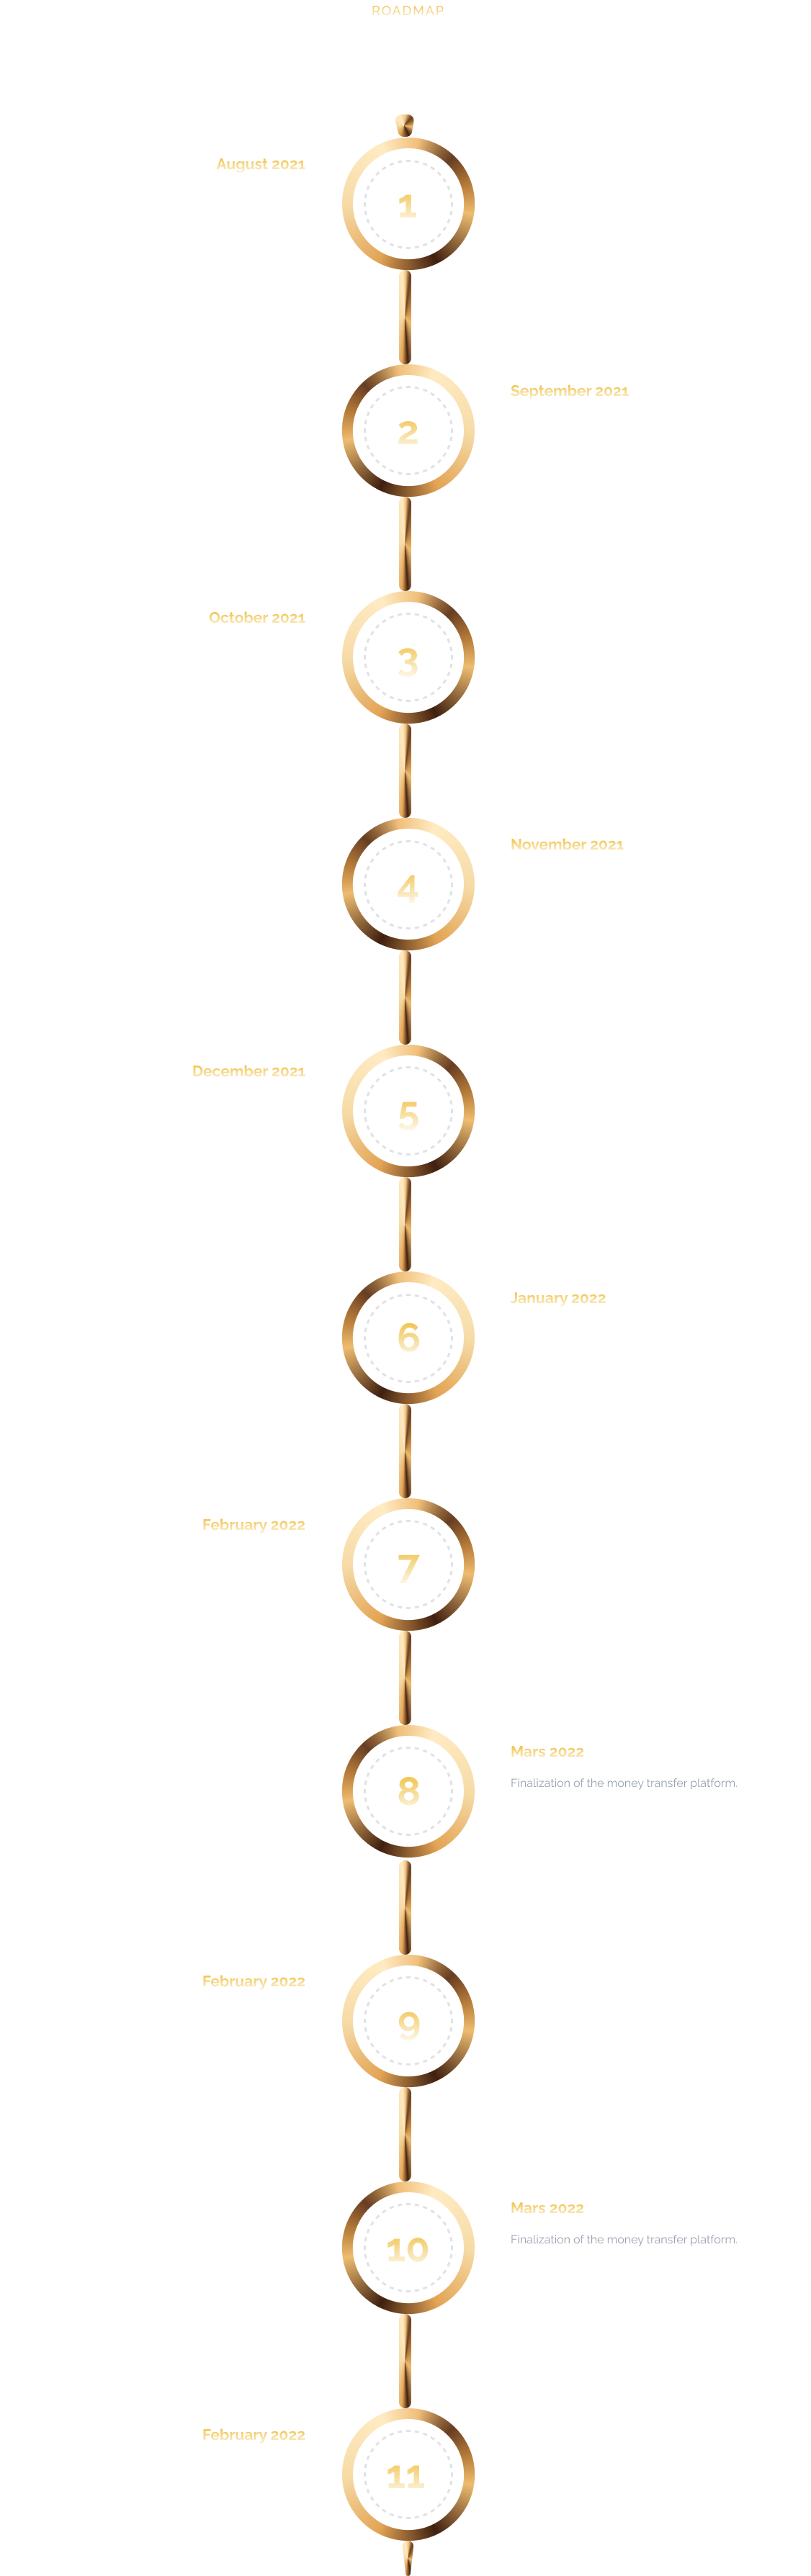 ROADMAP
August 2021
1
September 2021
2
October 2021
3
November 2021
4
December 2021
5
January 2022
6
February 2022
7
Mars 2022
Finalization of the money transfer platform.
8
February 2022
9
Mars 2022
Finalization of the money transfer platform.
10
February 2022
11